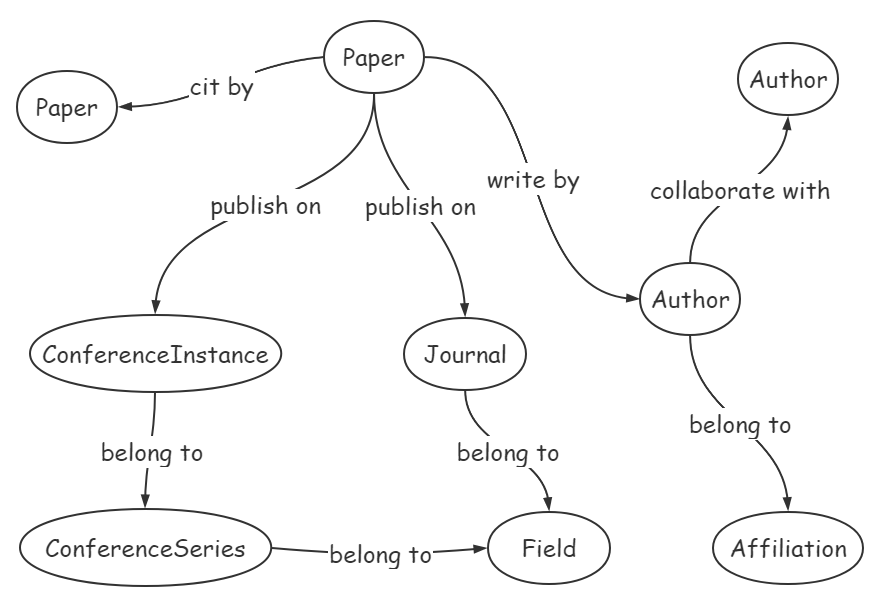 Paper
Author
cit by
Paper
write by
collaborate with
publish on
publish on
Author
ConferenceInstance
Journal
belong to
belong to
belong to
ConferenceSeries
belong to
Field
Affiliation